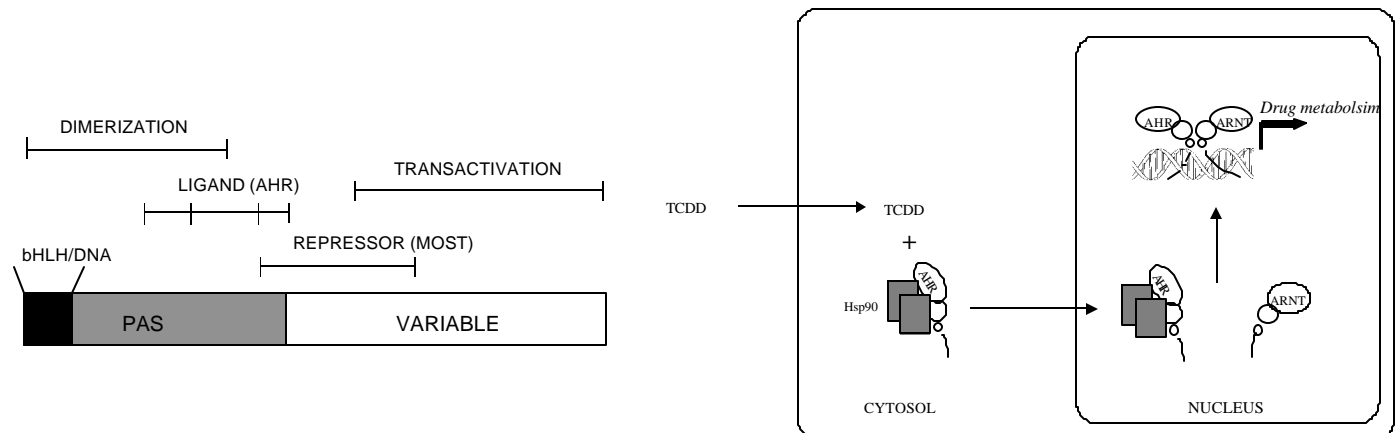 DIMERIZATION
LIGAND (AHR)
TRANSACTIVATION
REPRESSOR (MOST)
bHLH/DNA
PAS
VARIABLE
TCDD
TCDD
+
Hsp90
AHR
CYTOSOL
AHR
ARNT
Drug metabolsim
AHR
ARNT
NUCLEUS